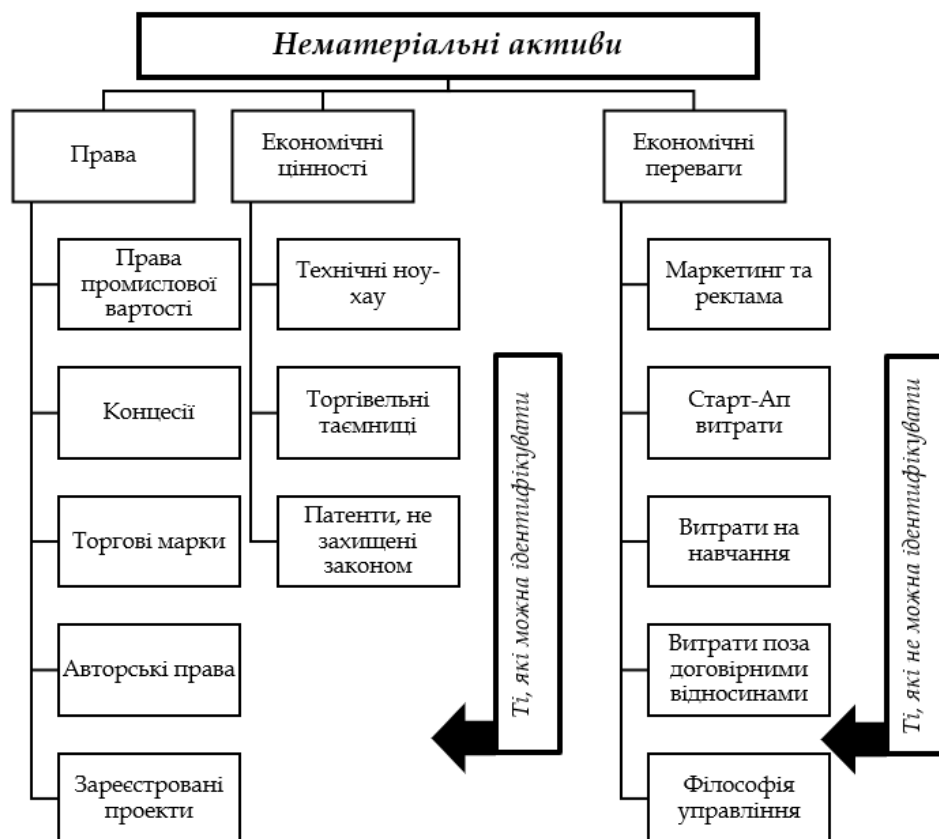 Нематеріальні активи
Права
Економічні
цінності
Економічні
переваги
Права
промислової
вартості
Концесії
Торгові марки
Авторські права
Зареєстровані
проекти
Технічні ноу-
хау
Торгівельні
таємниці
Патенти, не
захищені
законом
Ті, які можна ідентифікувати
Маркетинг та
реклама
Старт-Ап
витрати
Витрати на
навчання
Витрати поза
договірними
відносинами
Філософія
управління
Ті, які не можна ідентифікувати